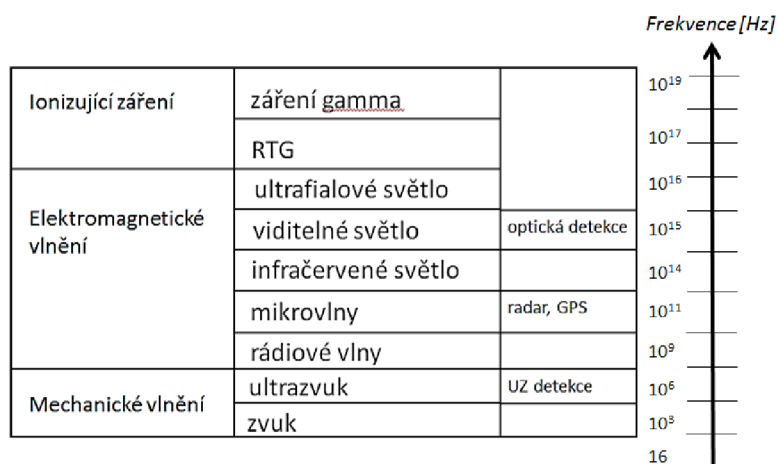 Frekvence [Hz]
Ionizující záření
záření gamma
10¹⁹
RTG
10¹⁷
Elektromagnetické
vlnění
ultrafialové světlo
10¹⁶
viditelné světlo
optická detekce
10¹⁵
infračervené světlo
10¹⁴
mikrovlny
radar, GPS
10¹¹
rádiové vlny
10⁹
Mechanické vlnění
ultrazvuk
UZ detekce
10⁶
zvuk
10³
16